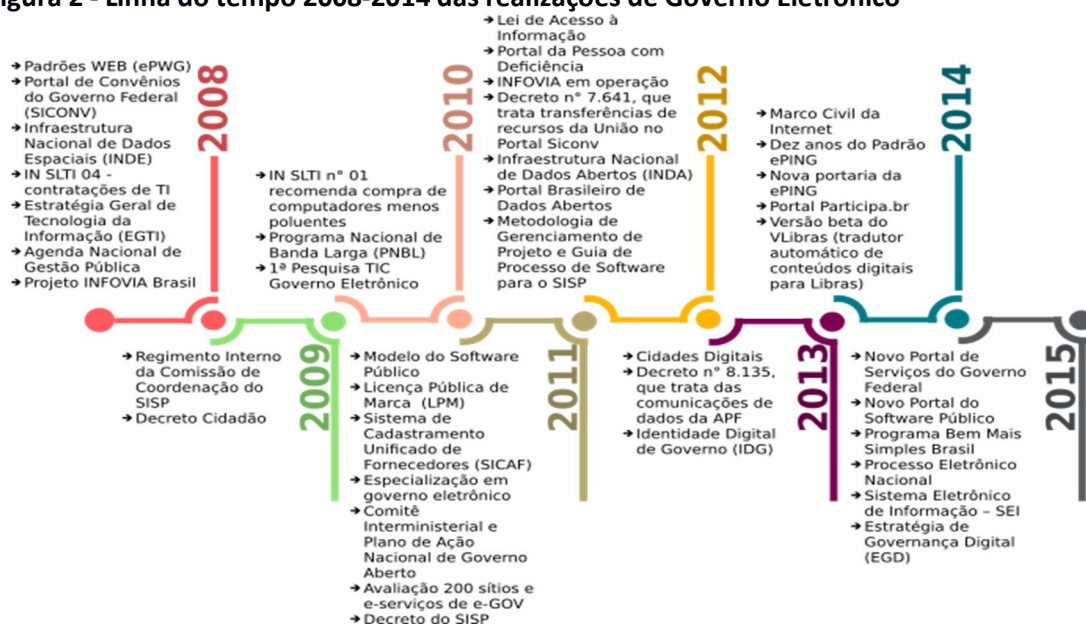 igura 2 - Linha do tempo 2008-2014 das realizações de Governo Eletrônico
➔ Padrões WEB (ePWG)
➔ Portal de Convênios
do Governo Federal
(SICONV)
➔ Infraestrutura
Nacional de Dados
Espaciais (INDE)
➔ IN SLTI 04 -
contratações de TI
➔ Estratégia Geral de
Tecnologia da
Informação (EGTI)
➔ Agenda Nacional de
Gestão Pública
➔ Projeto INFOVIA Brasil
2008
➔ Regimento Interno
da Comissão de
Coordenação do
SISP
➔ Decreto Cidadão
2009
➔ IN SLTI n° 01
recomenda compra de
computadores menos
poluentes
➔ Programa Nacional de
Banda Larga (PNBL)
➔ 1ª Pesquisa TIC
Governo Eletrônico
2010
➔ Modelo do Software
Público
➔ Licença Pública de
Marca (LPM)
➔ Sistema de
Cadastramento
Unificado de
Fornecedores (SICAF)
➔ Especialização em
governo eletrônico
➔ Comitê
Interministerial e
Plano de Ação
Nacional de Governo
Aberto
➔ Avaliação 200 sítios e
e-serviços de e-GOV
➔ Decreto do SISP
2011
➔ Lei de Acesso à
Informação
➔ Portal da Pessoa com
Deficiência
➔ INFOVIA em operação
➔ Decreto n° 7.641, que
trata transferências de
recursos da União no
Portal Siconv
➔ Infraestrutura Nacional
de Dados Abertos (INDA)
➔ Portal Brasileiro de
Dados Abertos
➔ Metodologia de
Gerenciamento de
Projeto e Guia de
Processo de Software
para o SISP
2012
➔ Cidades Digitais
➔ Decreto n° 8.135,
que trata das
comunicações de
dados da APF
➔ Identidade Digital
de Governo (IDG)
2013
➔ Marco Civil da
Internet
➔ Dez anos do Padrão
ePING
➔ Nova portaria da
ePING
➔ Portal Participa.br
➔ Versão beta do
VLibras (tradutor
automático de
conteúdos digitais
para Libras)
2014
➔ Novo Portal de
Serviços do Governo
Federal
➔ Novo Portal do
Software Público
➔ Programa Bem Mais
Simples Brasil
➔ Processo Eletrônico
Nacional
➔ Sistema Eletrônico
de Informação – SEI
➔ Estratégia de
Governança Digital
(EGD)
2015